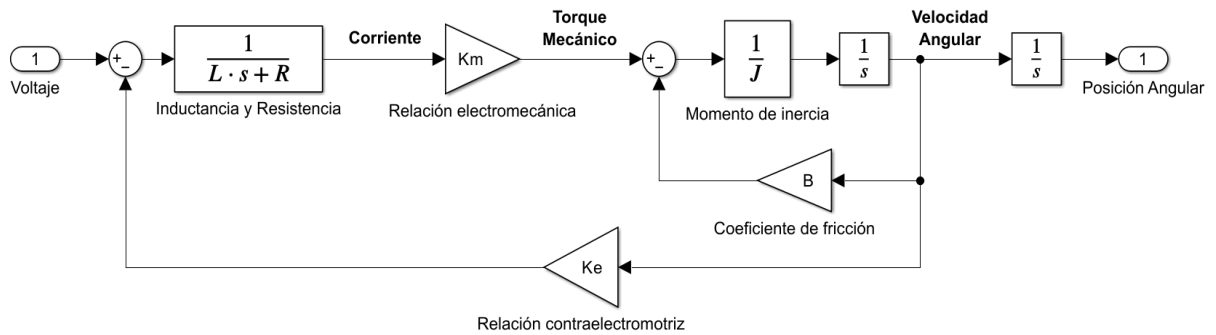 1
Voltaje
+
−
1
L · s + R
Inductancia y Resistencia
Corriente
Km
Relación electromecánica
Torque
Mecánico
+
−
1
J
Momento de inercia
1
s
Velocidad
Angular
1
s
1
Posición Angular
B
Coeficiente de fricción
Ke
Relación contraelectromotriz